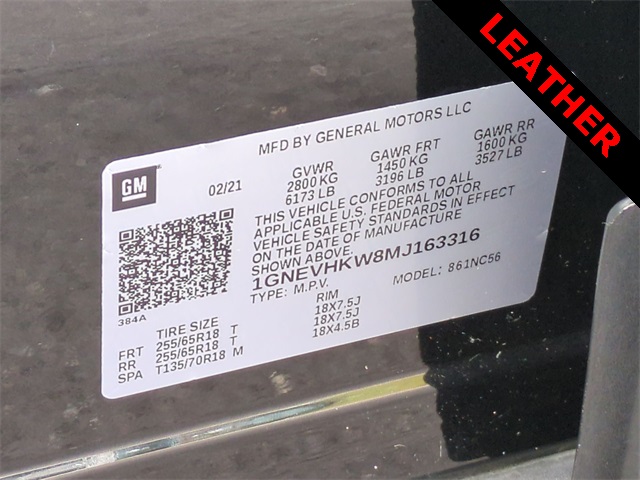 LEATHER
MFD BY GENERAL MOTORS LLC
GM
02/21
GVWR GAWR FRT GAWR RR
2800 KG 1450 KG 1600 KG
6173 LB 3196 LB 3527 LB
THIS VEHICLE CONFORMS TO ALL
APPLICABLE U.S. FEDERAL MOTOR
VEHICLE SAFETY STANDARDS IN EFFECT
ON THE DATE OF MANUFACTURE
SHOWN ABOVE.
1GNEVHKW8MJ163316
TYPE: M.P.V. MODEL: 861NC56
384A
TIRE SIZE RIM
FRT 255/65R18 T 18X7.5J
RR 255/65R18 T 18X7.5J
SPA T135/70R18 M 18X4.5B